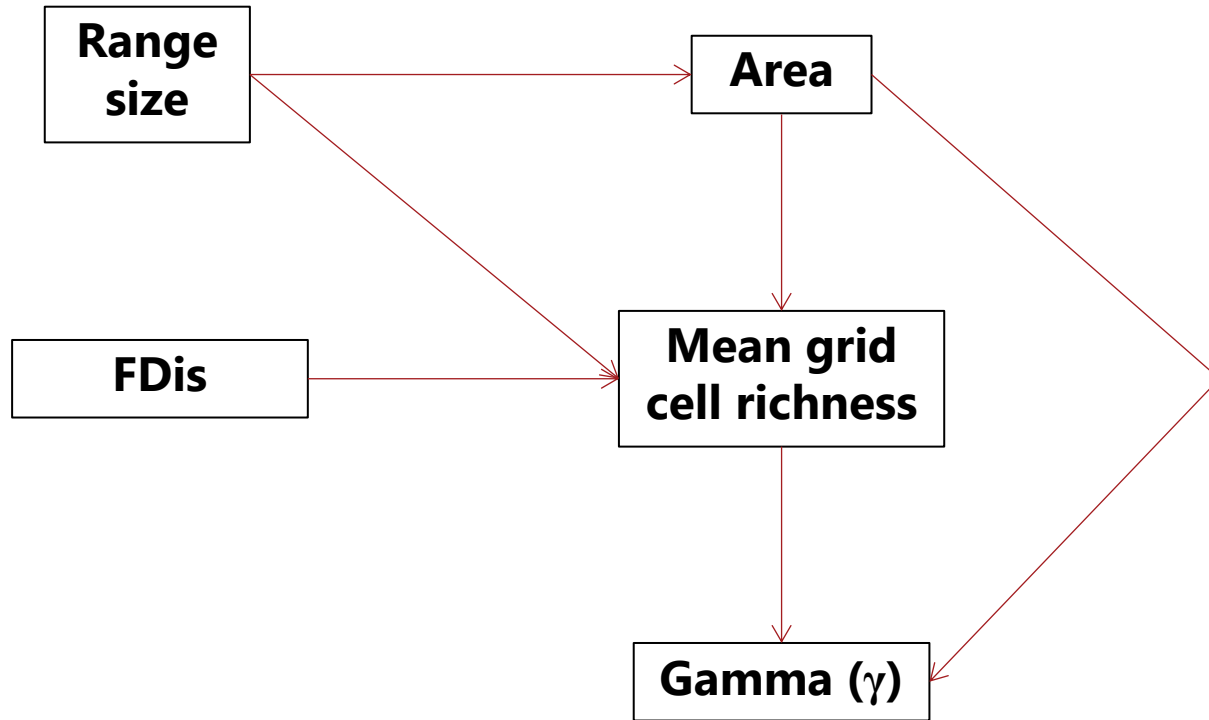 Range
size
Area
Mean grid
cell richness
FDis
Gamma (γ)